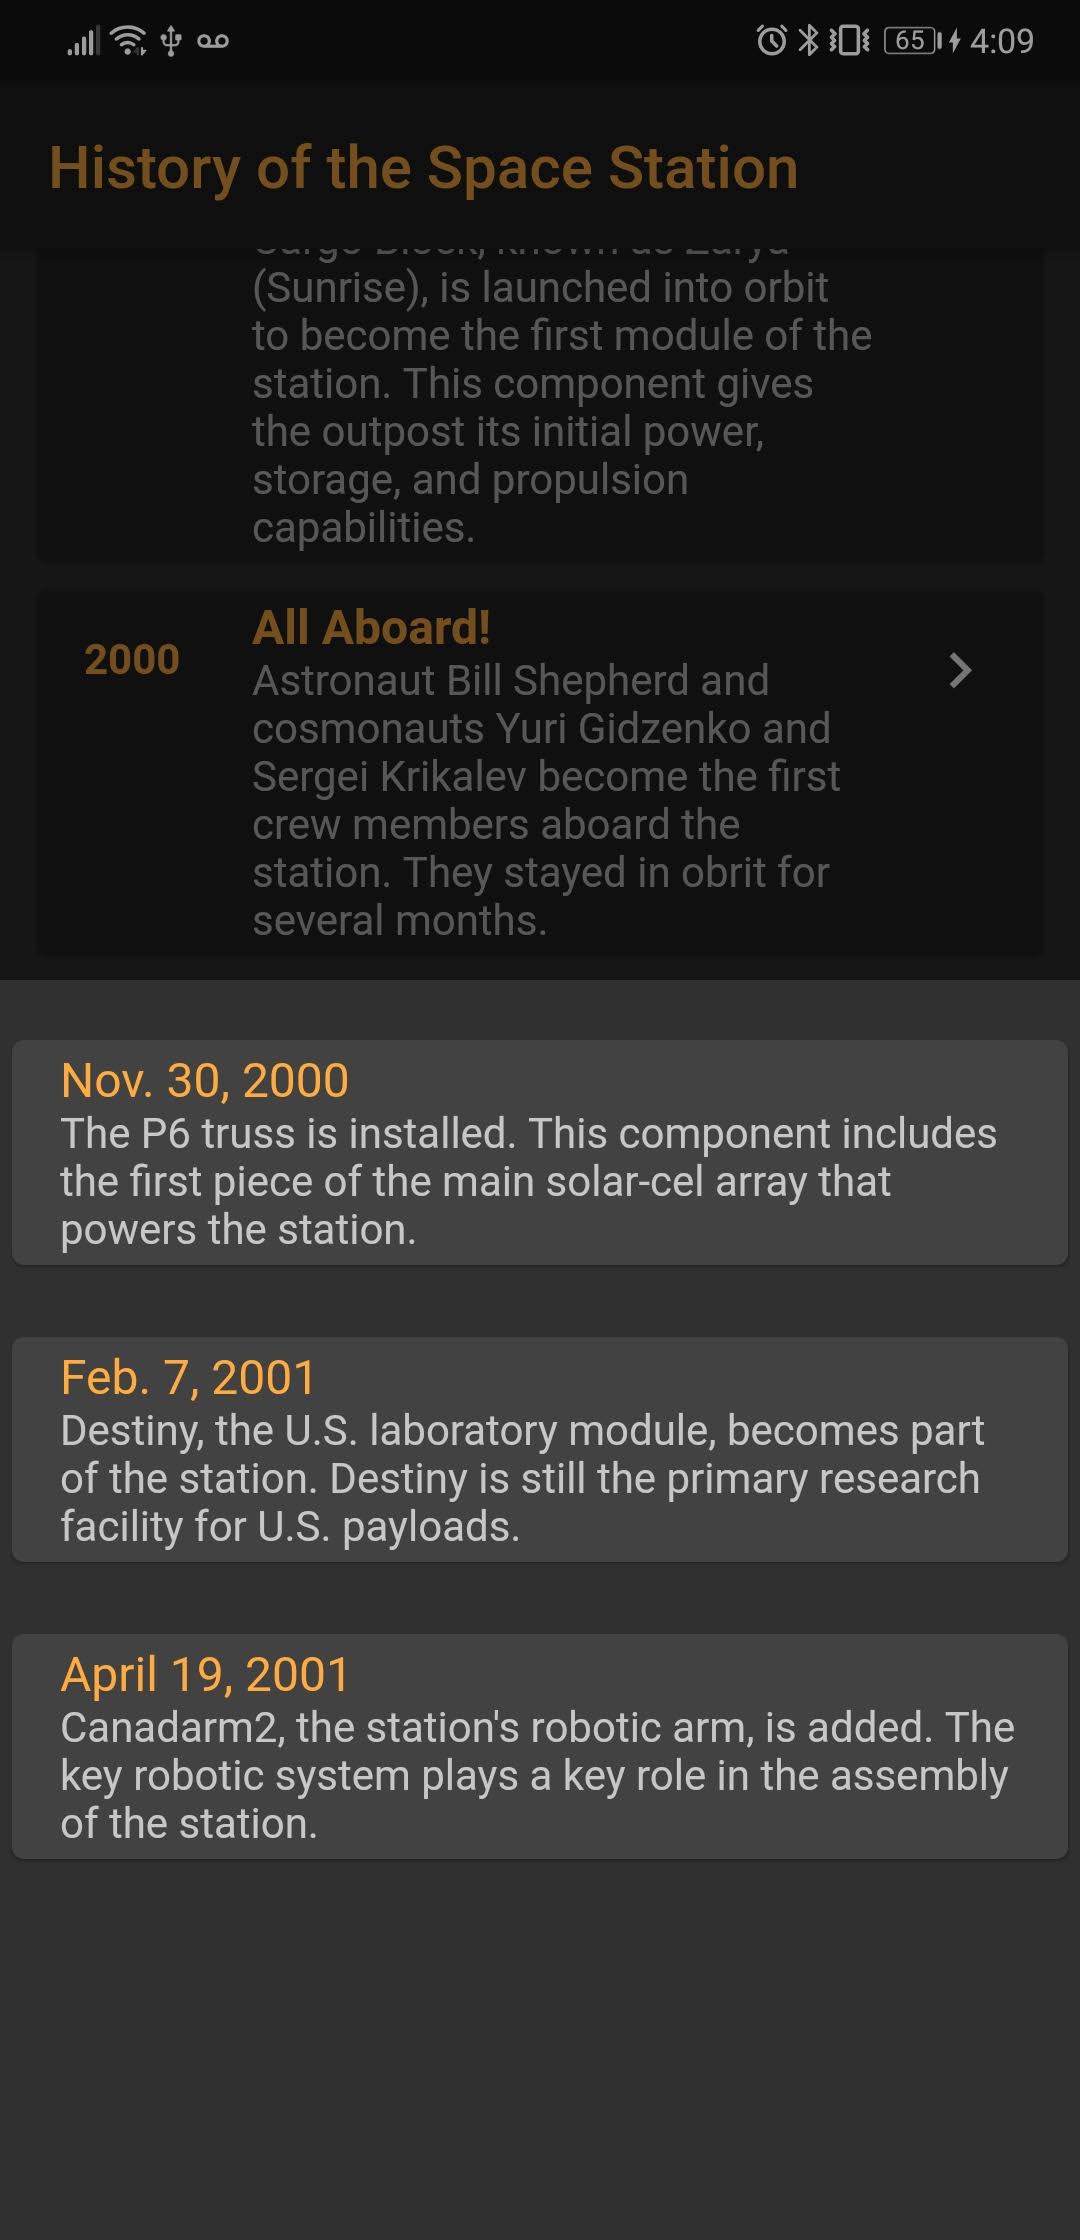 65 4:09
History of the Space Station
(Sunrise), is launched into orbit
to become the first module of the
station. This component gives
the outpost its initial power,
storage, and propulsion
capabilities.
2000
All Aboard!
Astronaut Bill Shepherd and
cosmonauts Yuri Gidzenko and
Sergei Krikalev become the first
crew members aboard the
station. They stayed in obrit for
several months.
Nov. 30, 2000
The P6 truss is installed. This component includes
the first piece of the main solar-cel array that
powers the station.
Feb. 7, 2001
Destiny, the U.S. laboratory module, becomes part
of the station. Destiny is still the primary research
facility for U.S. payloads.
April 19, 2001
Canadarm2, the station's robotic arm, is added. The
key robotic system plays a key role in the assembly
of the station.